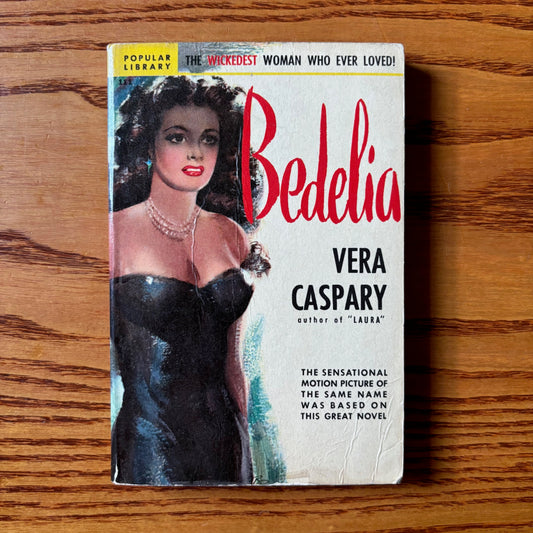 POPULAR
LIBRARY
THE WICKEDEST WOMAN WHO EVER LOVED!
Bedelia
VERA
CASPARY
author of "LAURA"
THE SENSATIONAL
MOTION PICTURE OF
THE SAME NAME
WAS BASED ON
THIS GREAT NOVEL